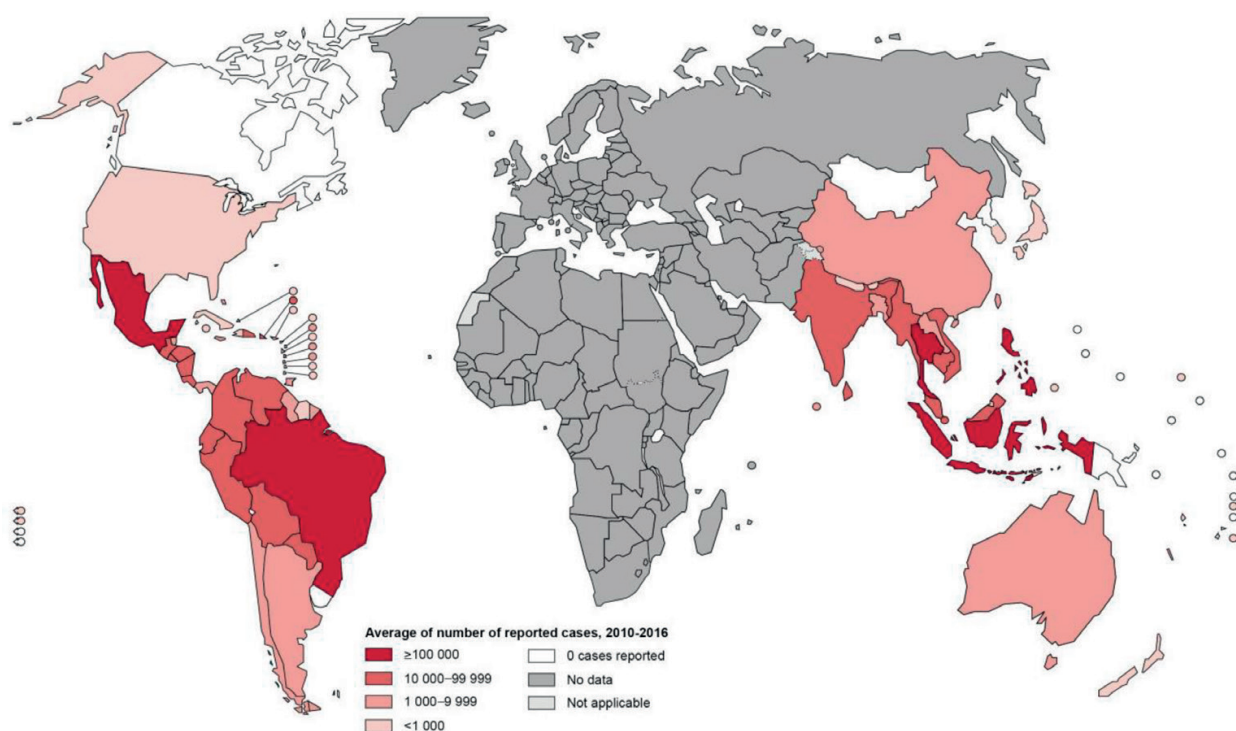 Average of number of reported cases, 2010-2016
≥100 000
10 000–99 999
1 000–9 999
<1 000
0 cases reported
No data
Not applicable